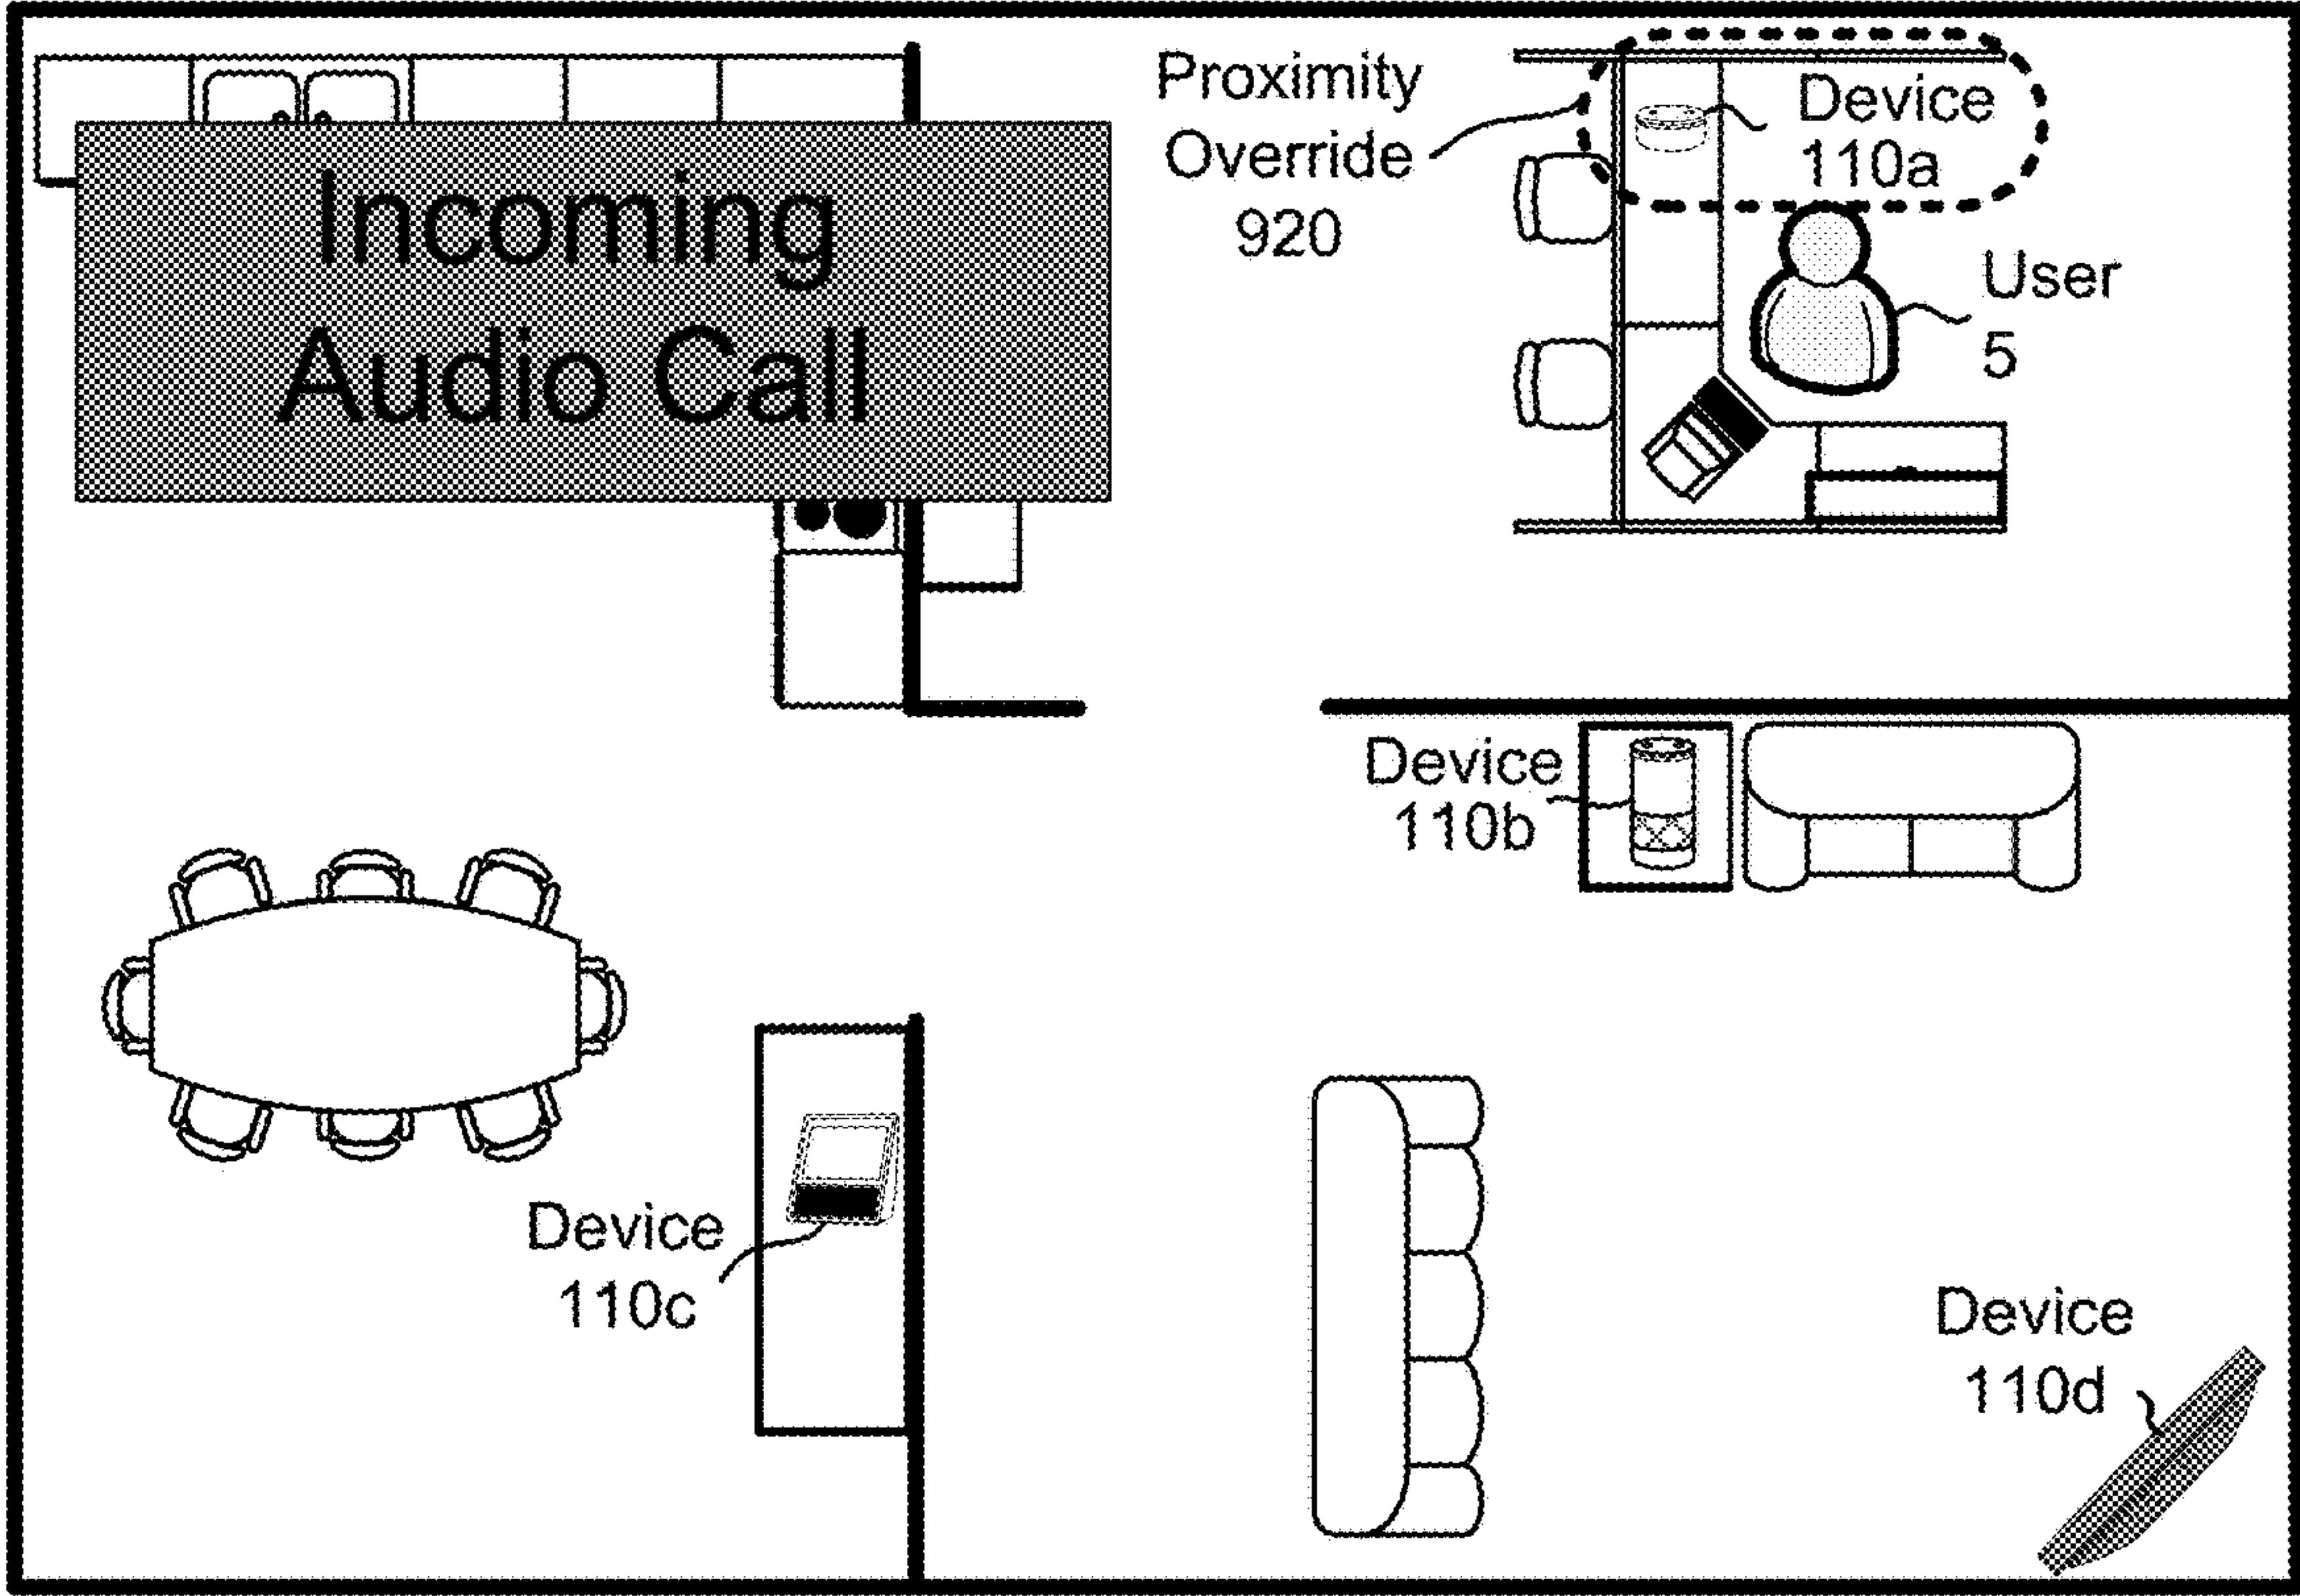 Incoming
Audio Call
Proximity
Override
920
Device
110a
User
5
Device
110b
Device
110c
Device
110d